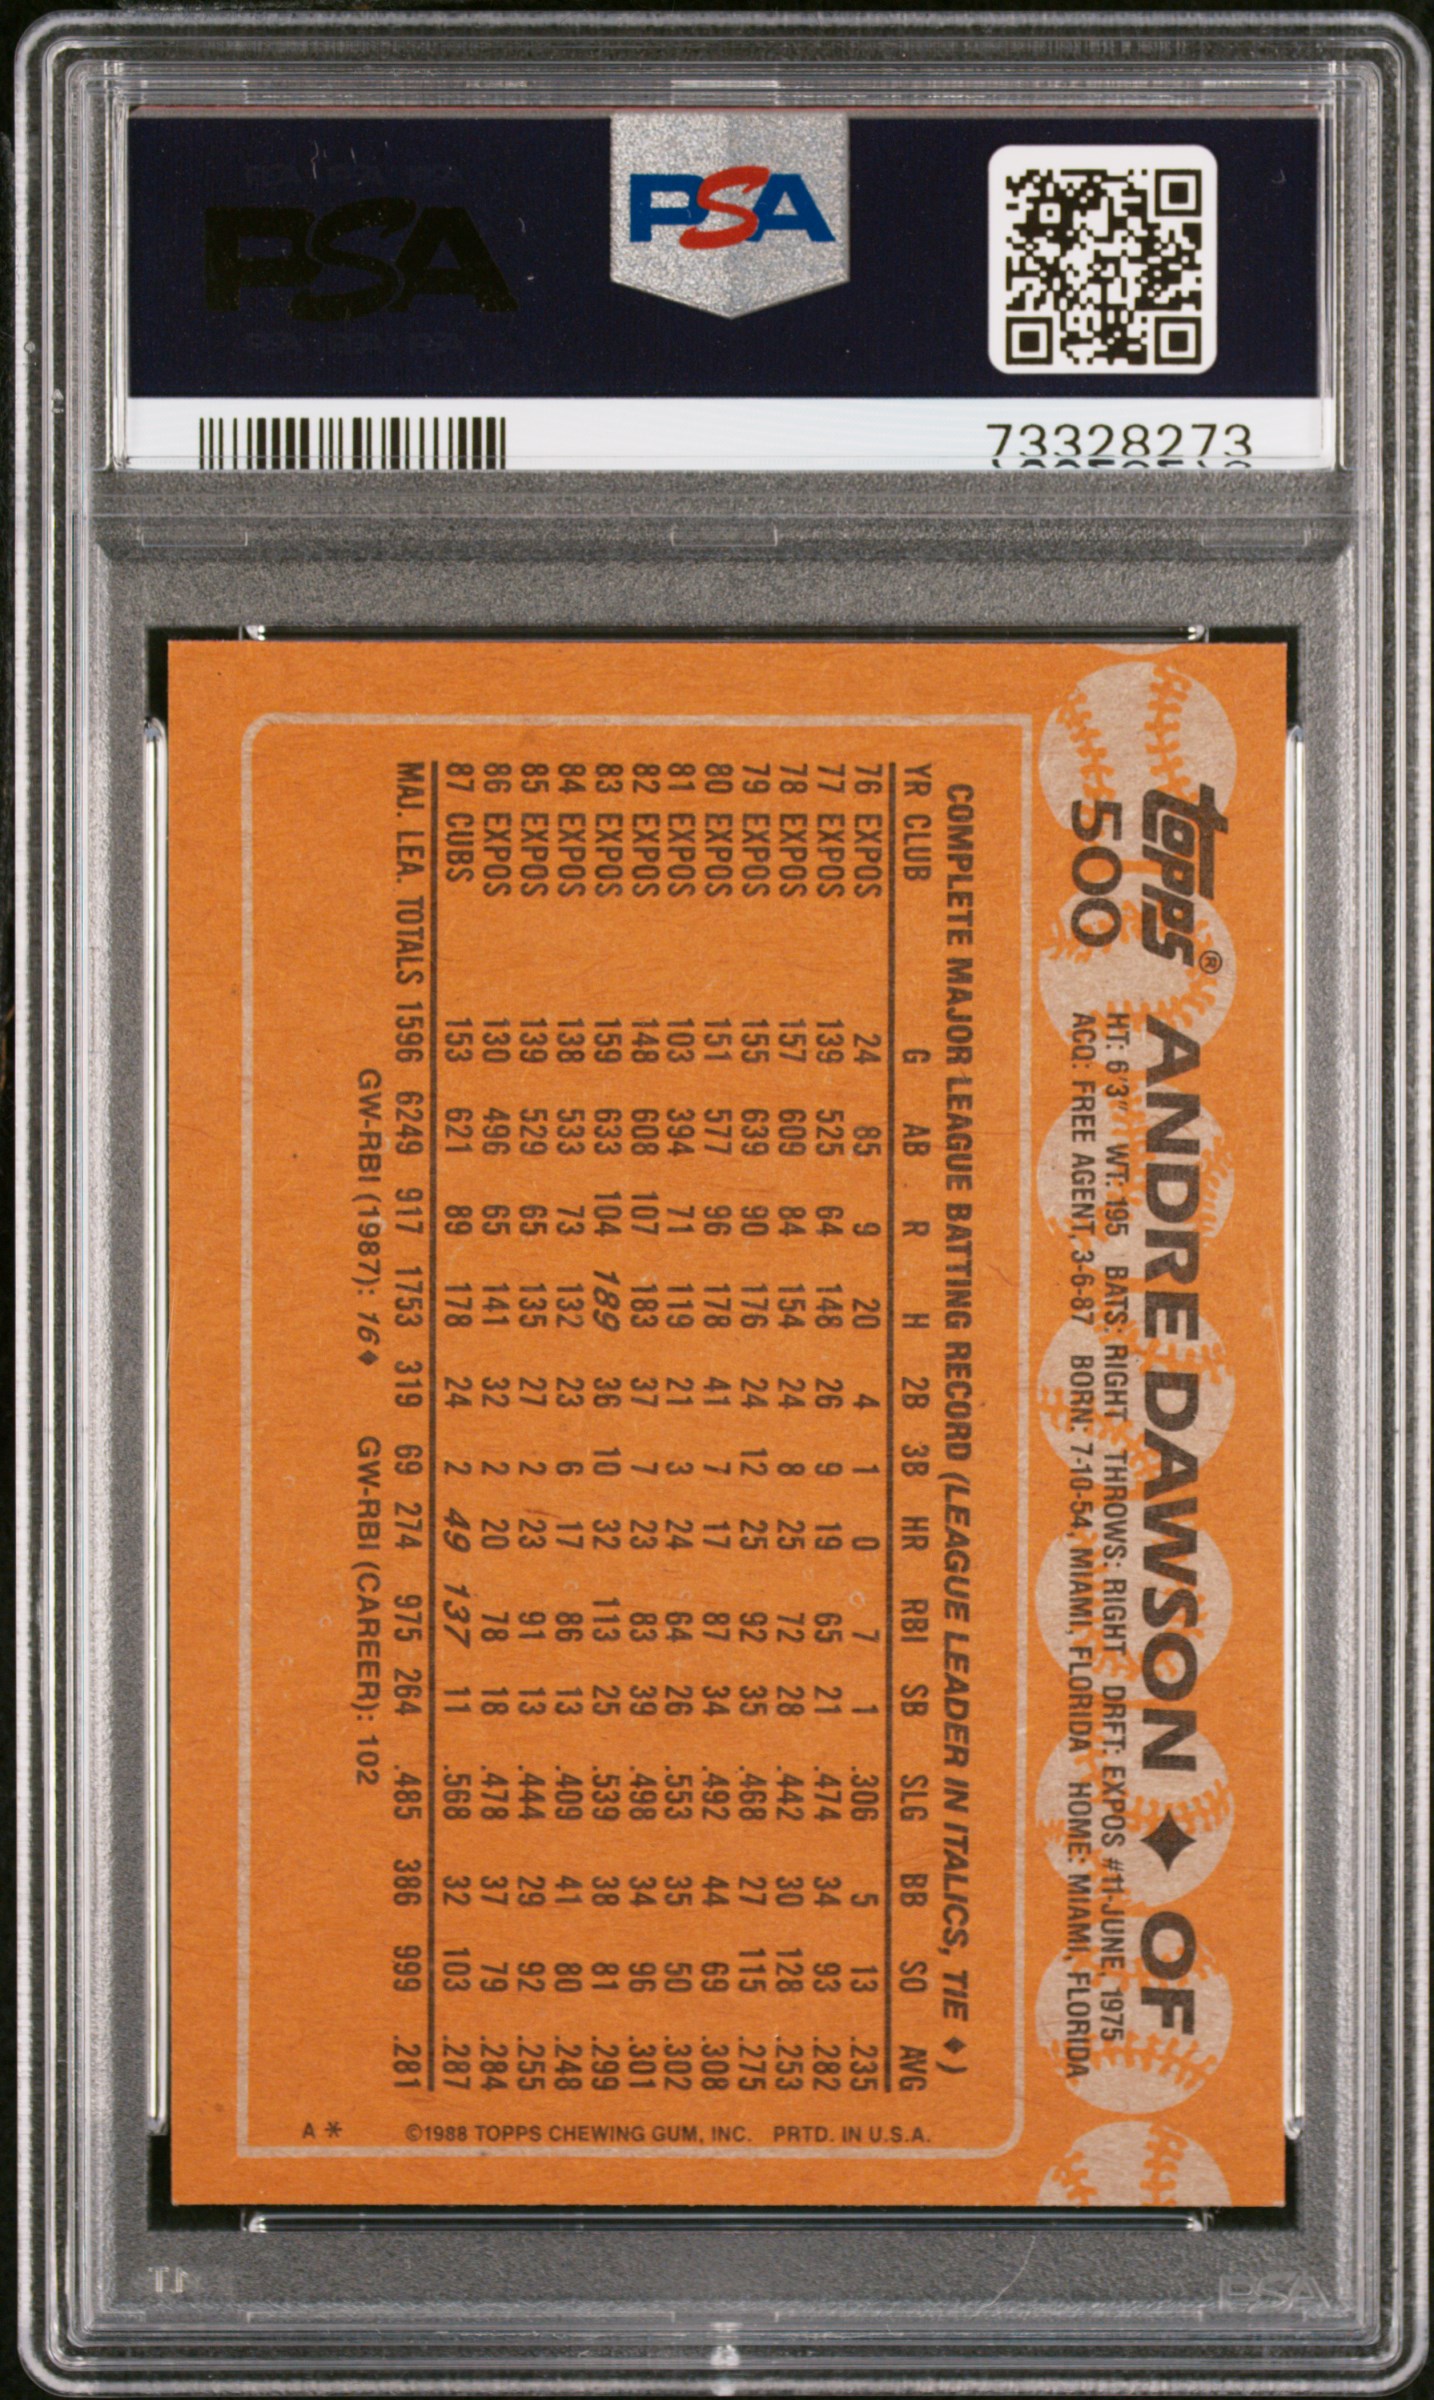 PSA
PSA
73328273
topps®
500
ANDRE DAWSON ♦ OF
HT: 6'3" WT: 195 BATS: RIGHT THROWS: RIGHT DRFT: EXPOS #11-JUNE, 1975
ACQ: FREE AGENT, 3-6-87 BORN: 7-10-54, MIAMI, FLORIDA HOME: MIAMI, FLORIDA
COMPLETE MAJOR LEAGUE BATTING RECORD (LEAGUE LEADER IN ITALICS, TIE ♦)
YR CLUB G AB R H 2B 3B HR RBI SB SLG BB SO AVG
76 EXPOS 24 85 9 20 4 1 0 7 1 .306 5 13 .235
77 EXPOS 139 525 64 148 26 9 19 65 21 .474 34 93 .282
78 EXPOS 157 609 84 154 24 8 25 72 28 .442 30 128 .253
79 EXPOS 155 639 90 176 24 12 25 92 35 .468 27 115 .275
80 EXPOS 151 577 96 178 41 7 17 87 34 .492 44 69 .308
81 EXPOS 103 394 71 119 21 3 24 64 26 .553 35 50 .302
82 EXPOS 148 608 107 183 37 7 23 83 39 .498 34 96 .301
83 EXPOS 159 633 104 189 36 10 32 113 25 .539 38 81 .299
84 EXPOS 138 533 73 132 23 6 17 86 13 .409 41 80 .248
85 EXPOS 139 529 65 135 27 2 23 91 13 .444 29 92 .255
86 EXPOS 130 496 65 141 32 2 20 78 18 .478 37 79 .284
87 CUBS 153 621 89 178 24 2 49 137 11 .568 32 103 .287
MAJ. LEA. TOTALS 1596 6249 917 1753 319 69 274 975 264 .485 386 999 .281
GW-RBI (1987): 16♦ GW-RBI (CAREER): 102
©1988 TOPPS CHEWING GUM, INC. PRTD. IN U.S.A.
A *
PSA